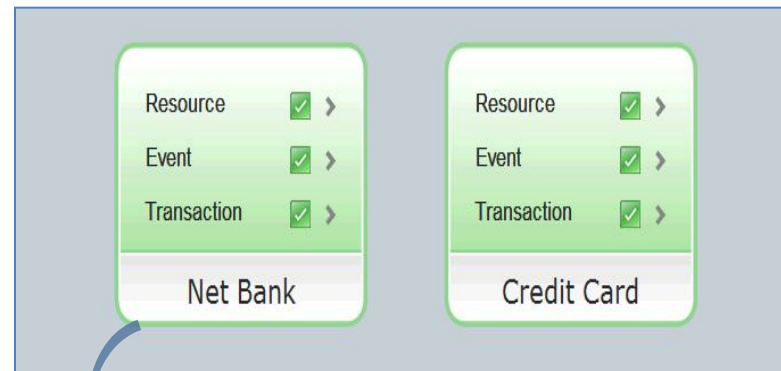 Resource
Event
Transaction
Net Bank
Resource
Event
Transaction
Credit Card